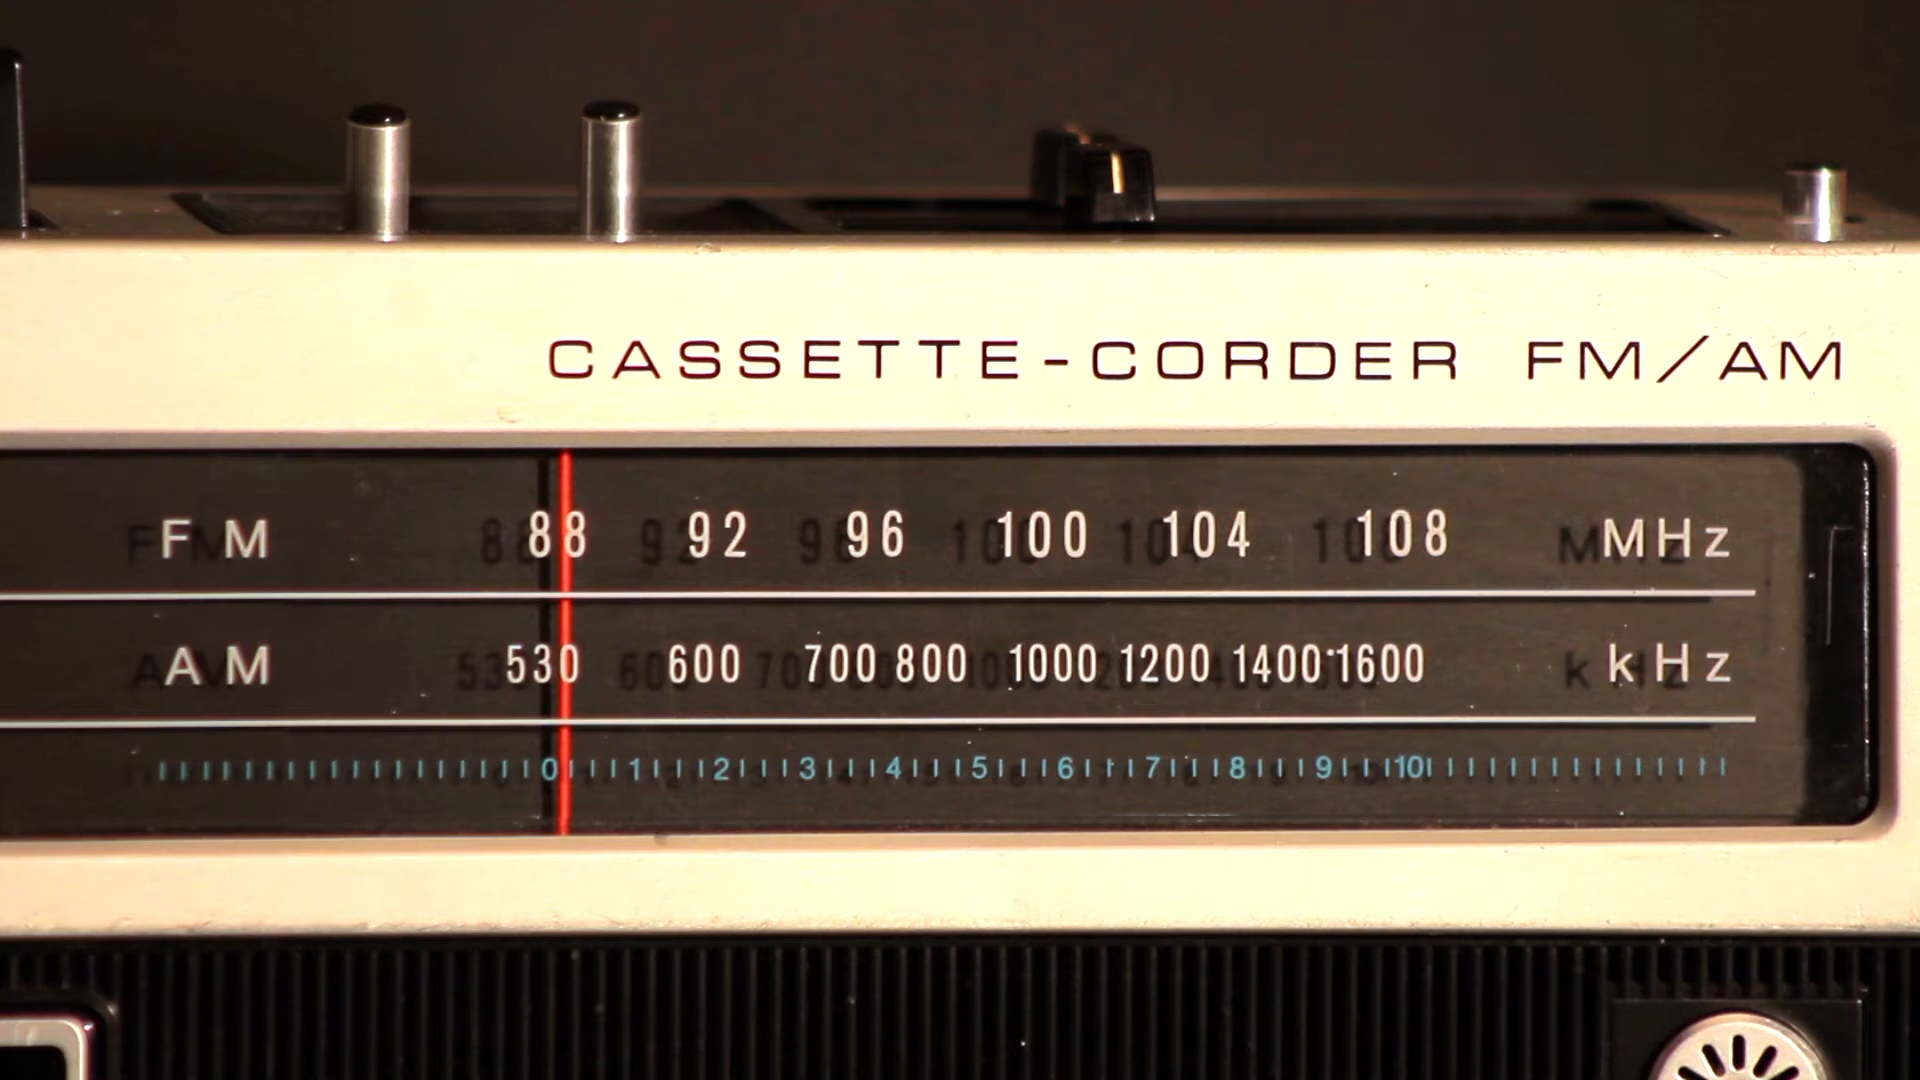 CASSETTE-CORDER FM/AM
FM 88 92 96 100 104 108 MHz
AM 530 600 700 800 1000 1200 1400 1600 kHz
0 1 2 3 4 5 6 7 8 9 10